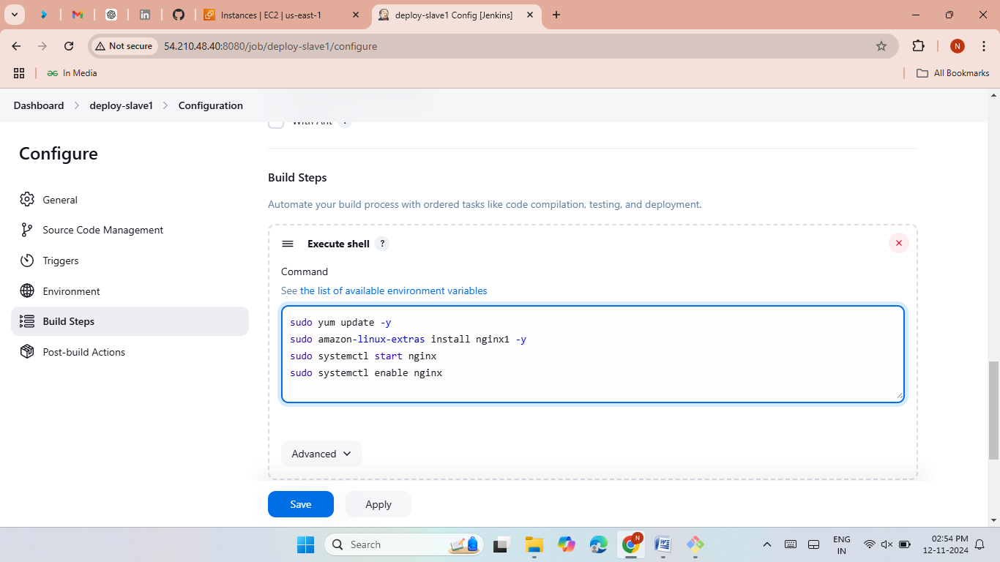 Instances | EC2 | us-east-1
deploy-slave1 Config [Jenkins]
Not secure
54.210.48.40:8080/job/deploy-slave1/configure
N
In Media
All Bookmarks
Dashboard
deploy-slave1
Configuration
With Ant ?
Configure
General
Source Code Management
Triggers
Environment
Build Steps
Post-build Actions
Build Steps
Automate your build process with ordered tasks like code compilation, testing, and deployment.
Execute shell ?
Command
See the list of available environment variables
sudo yum update -y
sudo amazon-linux-extras install nginx1 -y
sudo systemctl start nginx
sudo systemctl enable nginx
Advanced
Save
Apply
Search
N
ENG
IN
02:54 PM
12-11-2024